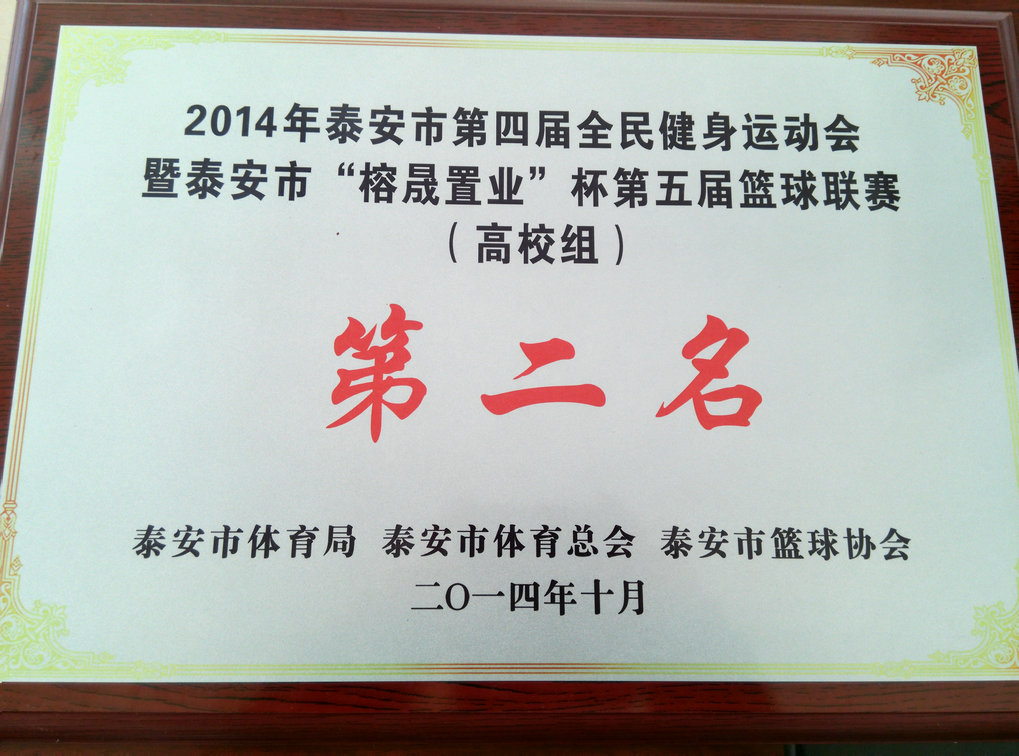 2014年泰安市第四届全民健身运动会
暨泰安市“榕晟置业”杯第五届篮球联赛
（高校组）
第二名
泰安市体育局 泰安市体育总会 泰安市篮球协会
二〇一四年十月